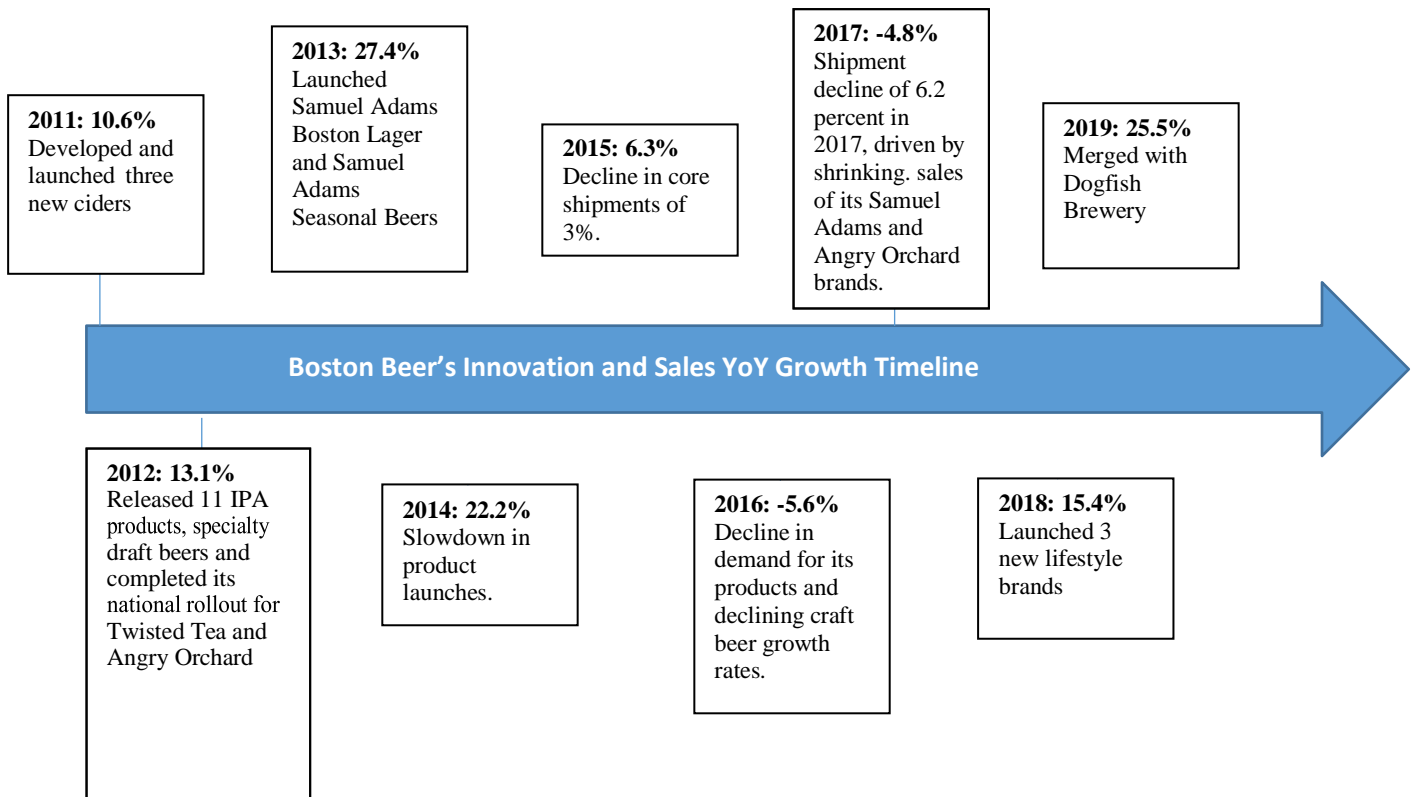 2011: 10.6%
Developed and
launched three
new ciders
2013: 27.4%
Launched
Samuel Adams
Boston Lager
and Samuel
Adams
Seasonal Beers
2015: 6.3%
Decline in core
shipments of
3%.
2017: -4.8%
Shipment
decline of 6.2
percent in
2017, driven by
shrinking. sales
of its Samuel
Adams and
Angry Orchard
brands.
2019: 25.5%
Merged with
Dogfish
Brewery
Boston Beer’s Innovation and Sales YoY Growth Timeline
2012: 13.1%
Released 11 IPA
products, specialty
draft beers and
completed its
national rollout for
Twisted Tea and
Angry Orchard
2014: 22.2%
Slowdown in
product
launches.
2016: -5.6%
Decline in
demand for its
products and
declining craft
beer growth
rates.
2018: 15.4%
Launched 3
new lifestyle
brands